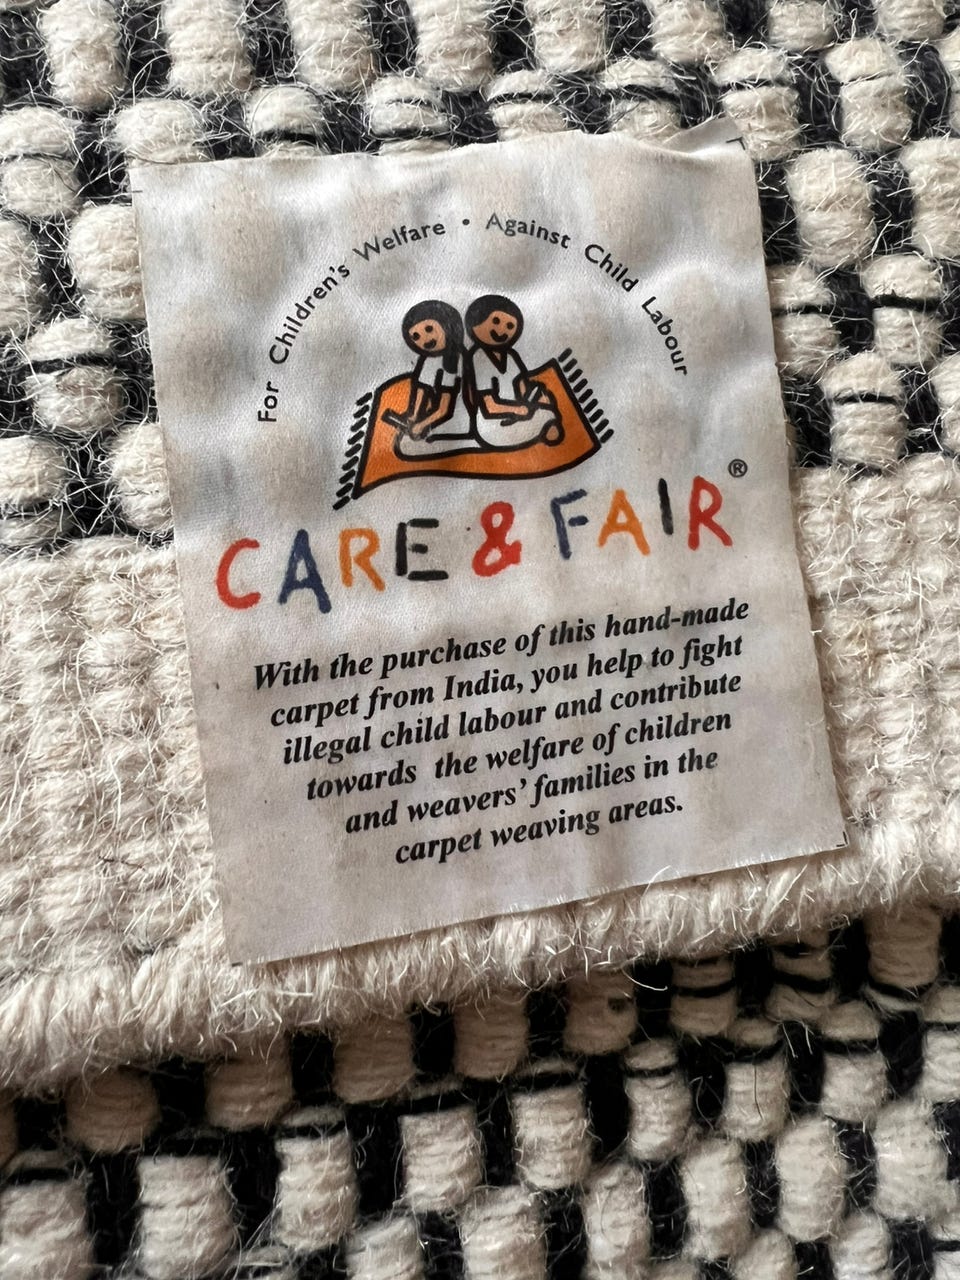 For Children's Welfare • Against Child Labour
CARE & FAIR®
With the purchase of this hand-made
carpet from India, you help to fight
illegal child labour and contribute
towards the welfare of children
and weavers' families in the
carpet weaving areas.